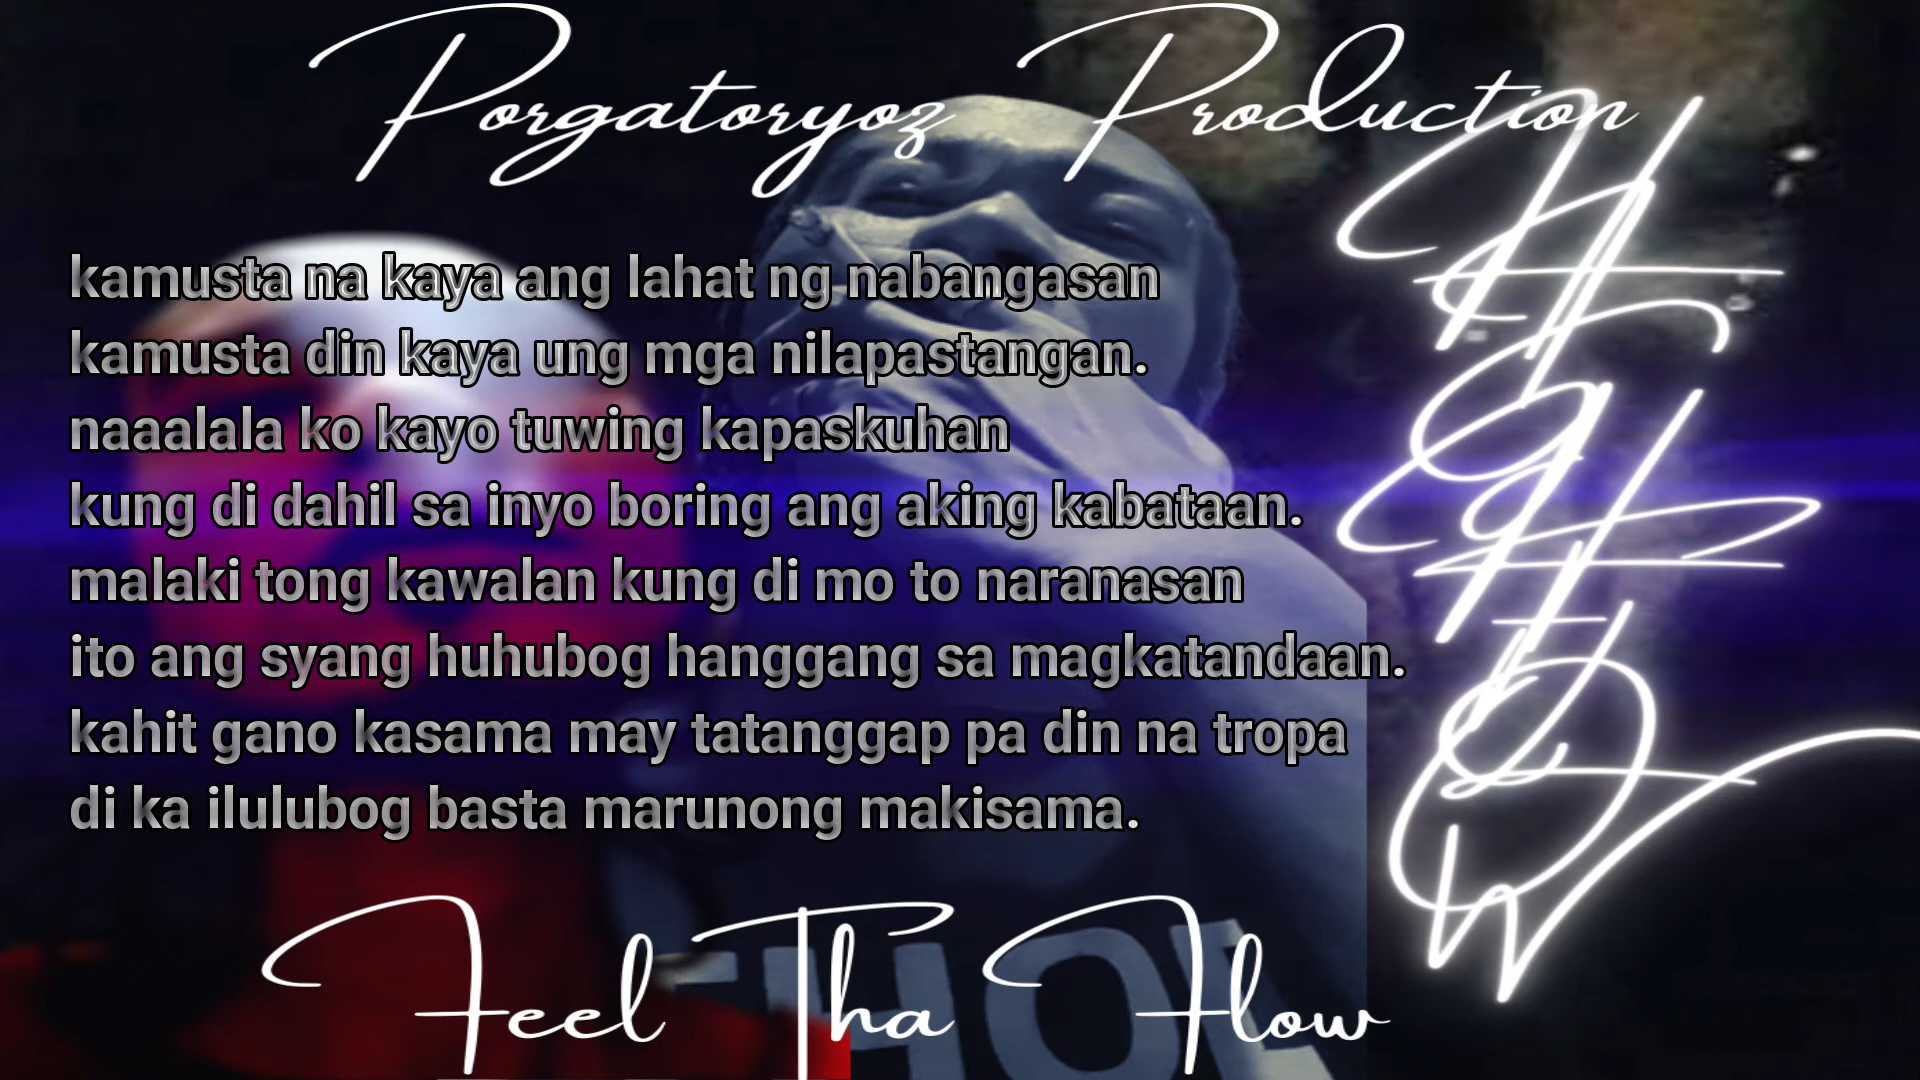 Porgatoryoz Production
kamusta na kaya ang lahat ng nabangasan
kamusta din kaya ung mga nilapastangan.
naaalala ko kayo tuwing kapaskuhan
kung di dahil sa inyo boring ang aking kabataan.
malaki tong kawalan kung di mo to naranasan
ito ang syang huhubog hanggang sa magkatandaan.
kahit gano kasama may tatanggap pa din na tropa
di ka ilulubog basta marunong makisama.
Feel Tha Flow